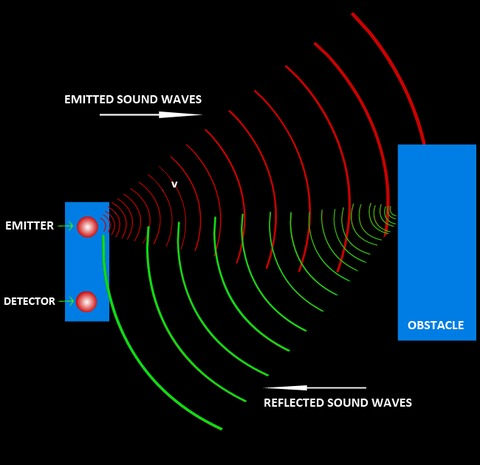 EMITTED SOUND WAVES
v
EMITTER
DETECTOR
OBSTACLE
REFLECTED SOUND WAVES